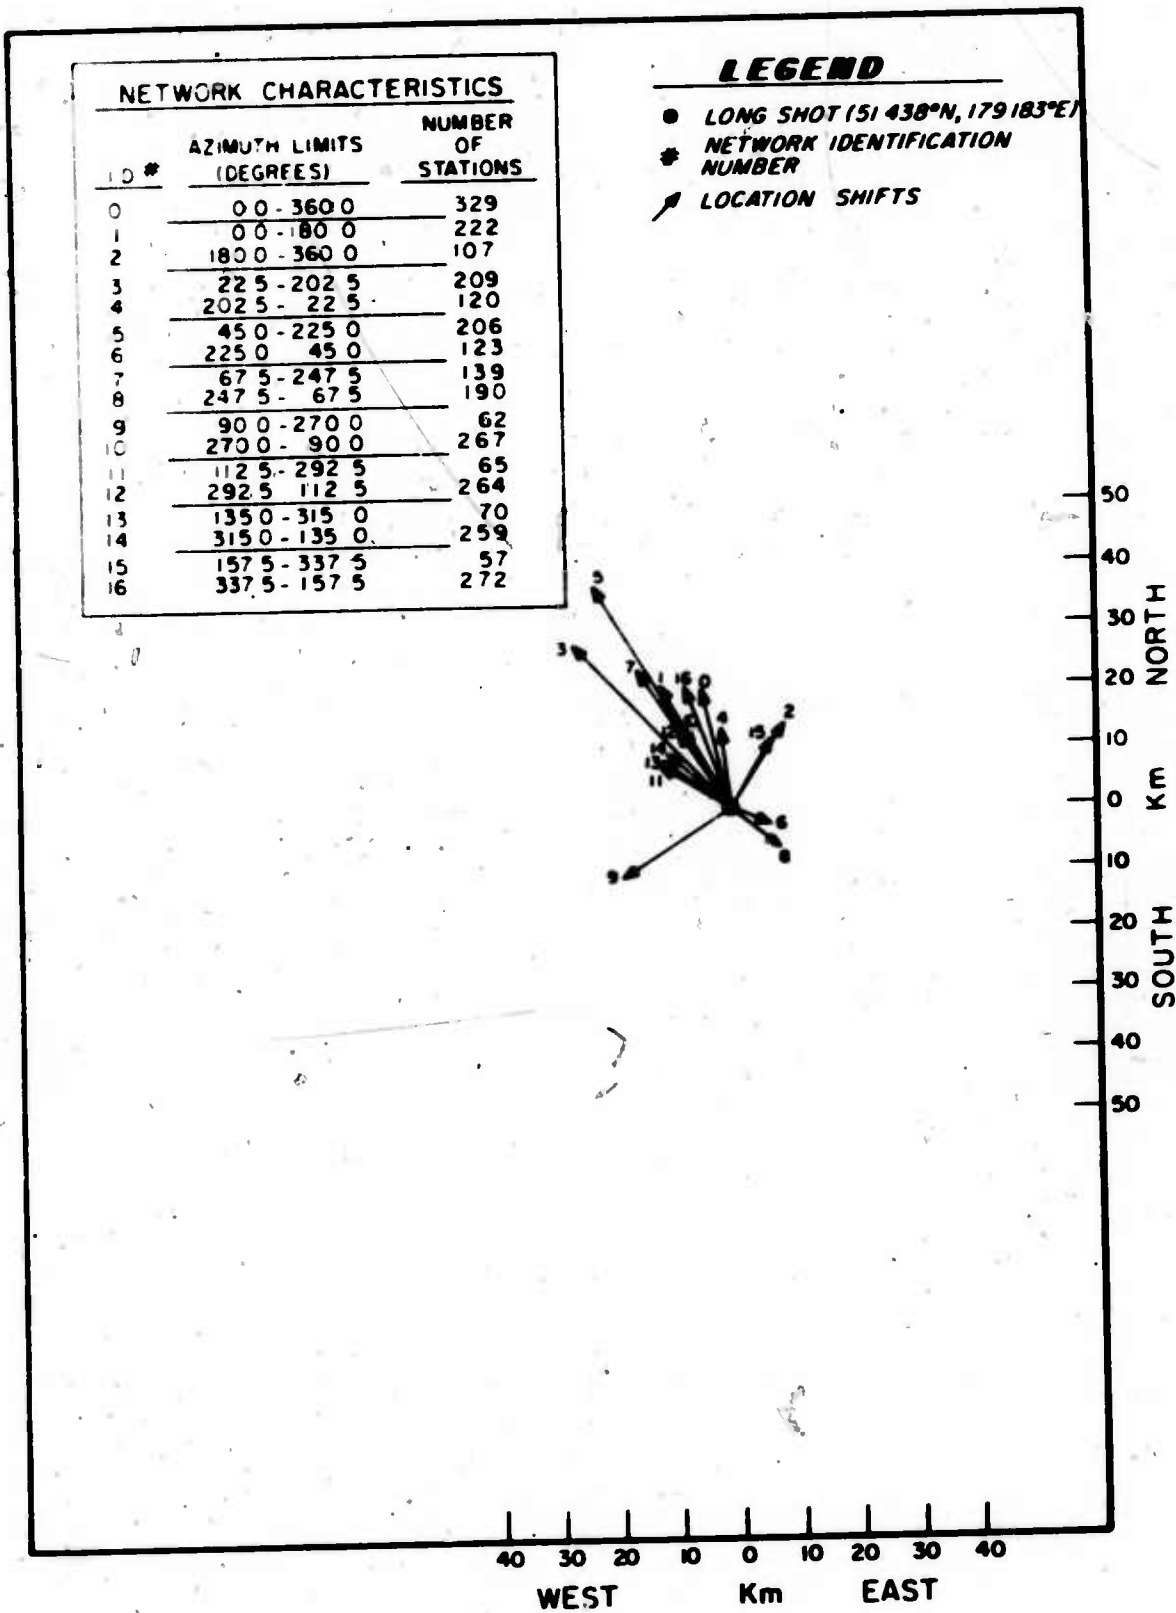 NETWORK CHARACTERISTICS
I D # AZIMUTH LIMITS (DEGREES) NUMBER OF STATIONS
0 0 0 - 360 0 329
1 0 0 - 180 0 222
2 180 0 - 360 0 107
3 22 5 - 202 5 209
4 202 5 - 22 5 120
5 45 0 - 225 0 206
6 225 0 45 0 123
7 67 5 - 247 5 139
8 247 5 - 67 5 190
9 90 0 - 270 0 62
10 270 0 - 90 0 267
11 112 5 - 292 5 65
12 292 5 112 5 264
13 135 0 - 315 0 70
14 315 0 - 135 0 259
15 157 5 - 337 5 57
16 337 5 - 157 5 272
LEGEND
LONG SHOT (51 438°N, 179 183°E)
# NETWORK IDENTIFICATION
NUMBER
LOCATION SHIFTS
5
3
7 1 16 0
4
2
15
14
13
11
6
8
9
50
40
30
20
10
0
10
20
30
40
50
NORTH
Km
SOUTH
40 30 20 10 0 10 20 30 40
WEST Km EAST